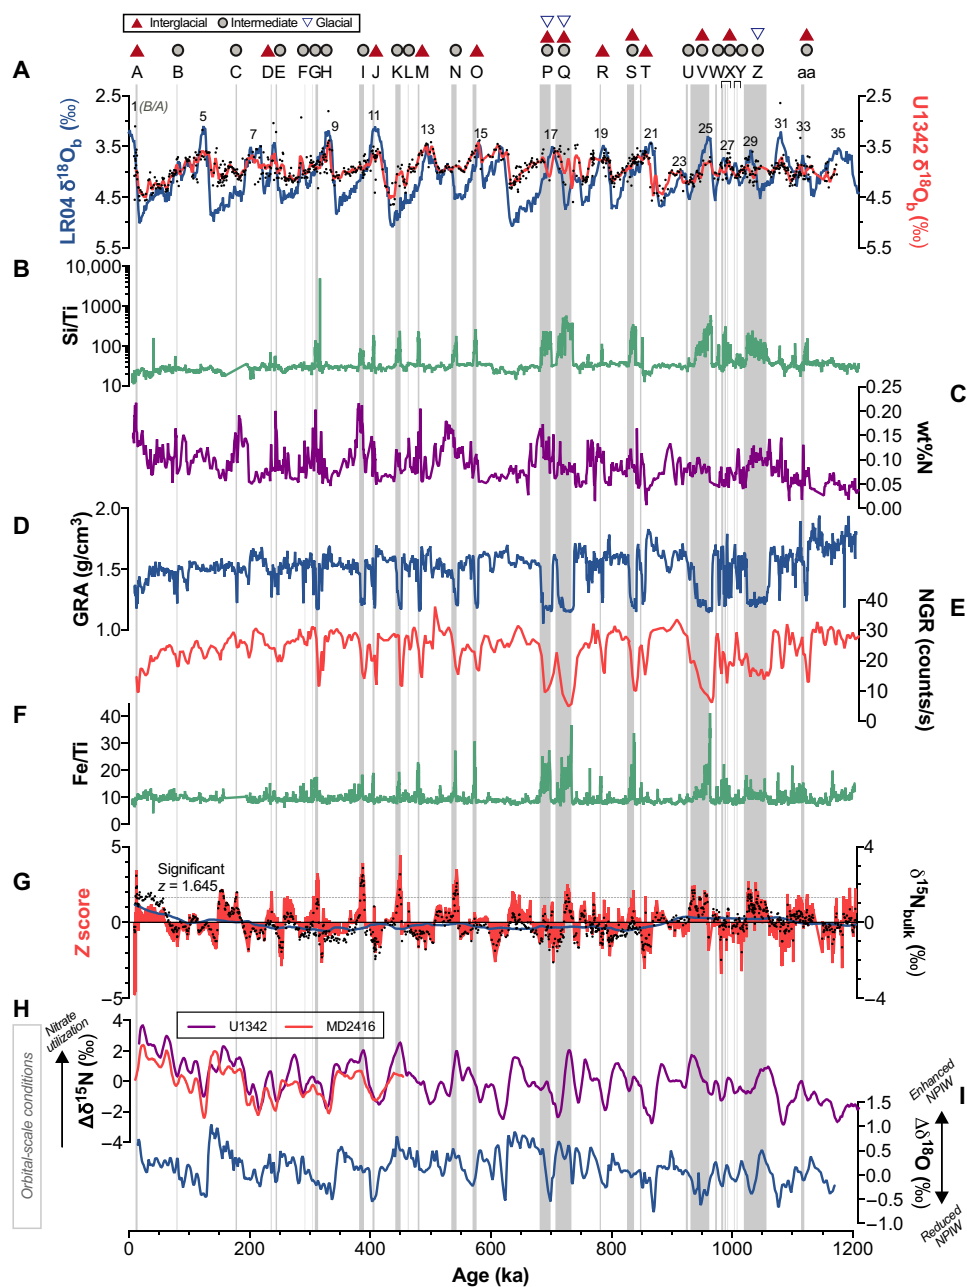 Interglacial Intermediate Glacial
A B C D E F G H I J K L M N O P Q R S T U V W X Y Z aa
A
2.5 3.5 4.5 5.5
LR04 δ18Ob (‰)
1 (B/A) 5 7 9 11 13 15 17 19 21 23 25 27 29 31 33 35
2.5 3.5 4.5 5.5
U1342 δ18Ob (‰)
B
10,000 1000 100 10
Si/Ti
C
0.25 0.20 0.15 0.10 0.05 0.00
wt%N
D
2.0 1.5 1.0
GRA (g/cm3)
E
40 30 20 10 0
NGR (counts/s)
F
40 30 20 10 0
Fe/Ti
G
5 0 −5
Z score
Significant
z = 1.645
4 2 0 −2 −4
δ15Nbulk (‰)
H
Orbital-scale conditions
Nitrate
utilization
4 2 0 −2 −4
Δδ15N (‰)
U1342 MD2416
I
1.5 1.0 0.5 0.0 −0.5 −1.0
Δδ18O (‰)
Enhanced
NPIW
Reduced
NPIW
0 200 400 600 800 1000 1200
Age (ka)